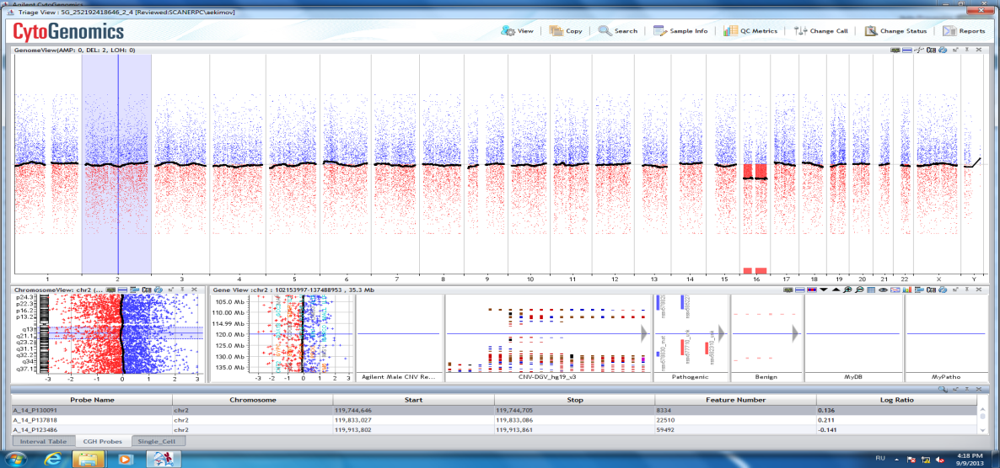 Agilent CytoGenomics
Triage View : 5G_252192418646_2_4 [Reviewed:SCANERPC\aekimov]
CytoGenomics
View Copy Search Sample Info QC Metrics Change Call Change Status Reports
GenomeView(AMP: 0, DEL: 2, LOH: 0)
CGH
1 2 3 4 5 6 7 8 9 10 11 12 13 14 15 16 17 18 19 20 21 22 X Y
ChromosomeView: chr2 (...
CGH
p24.3
p22.3
p16.2
p13.2
q13
q21.1
q23.2
q31.1
q32.2
q34
q37.1
-3 -2 -1 0 1 2 3
Gene View :chr2 : 102153997-137488953 , 35.3 Mb
CGH
105.0 Mb
110.00 Mb
114.99 Mb
120.0 Mb
125.0 Mb
130.0 Mb
135.0 Mb
-3 -2 -1 0 1 2 3
Agilent Male CNV Re...
CNV-DGV_hg19_v3
Pathogenic
Benign
MyDB
MyPatho
Probe Name Chromosome Start Stop Feature Number Log Ratio
A_14_P130091 chr2 119,744,646 119,744,705 8334 0.136
A_14_P137818 chr2 119,833,027 119,833,086 22510 0.211
A_14_P123486 chr2 119,913,802 119,913,861 59492 -0.141
Interval Table CGH Probes Single_Cell
RU
4:18 PM
9/9/2013